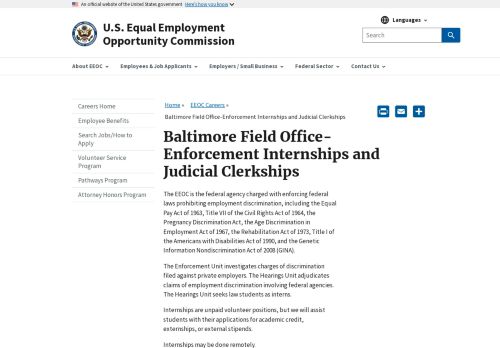 An official website of the United States government Here's how you know
U.S. Equal Employment
Opportunity Commission
Languages
Search
About EEOC
Employees & Job Applicants
Employers / Small Business
Federal Sector
Contact Us
Careers Home
Employee Benefits
Search Jobs/How to
Apply
Volunteer Service
Program
Pathways Program
Attorney Honors Program
Home » EEOC Careers »
Baltimore Field Office-Enforcement Internships and Judicial Clerkships
Baltimore Field Office-
Enforcement Internships and
Judicial Clerkships
The EEOC is the federal agency charged with enforcing federal
laws prohibiting employment discrimination, including the Equal
Pay Act of 1963, Title VII of the Civil Rights Act of 1964, the
Pregnancy Discrimination Act, the Age Discrimination in
Employment Act of 1967, the Rehabilitation Act of 1973, Title I of
the Americans with Disabilities Act of 1990, and the Genetic
Information Nondiscrimination Act of 2008 (GINA).
The Enforcement Unit investigates charges of discrimination
filed against private employers. The Hearings Unit adjudicates
claims of employment discrimination involving federal agencies.
The Hearings Unit seeks law students as interns.
Internships are unpaid volunteer positions, but we will assist
students with their applications for academic credit,
externships, or external stipends.
Internships may be done remotely.